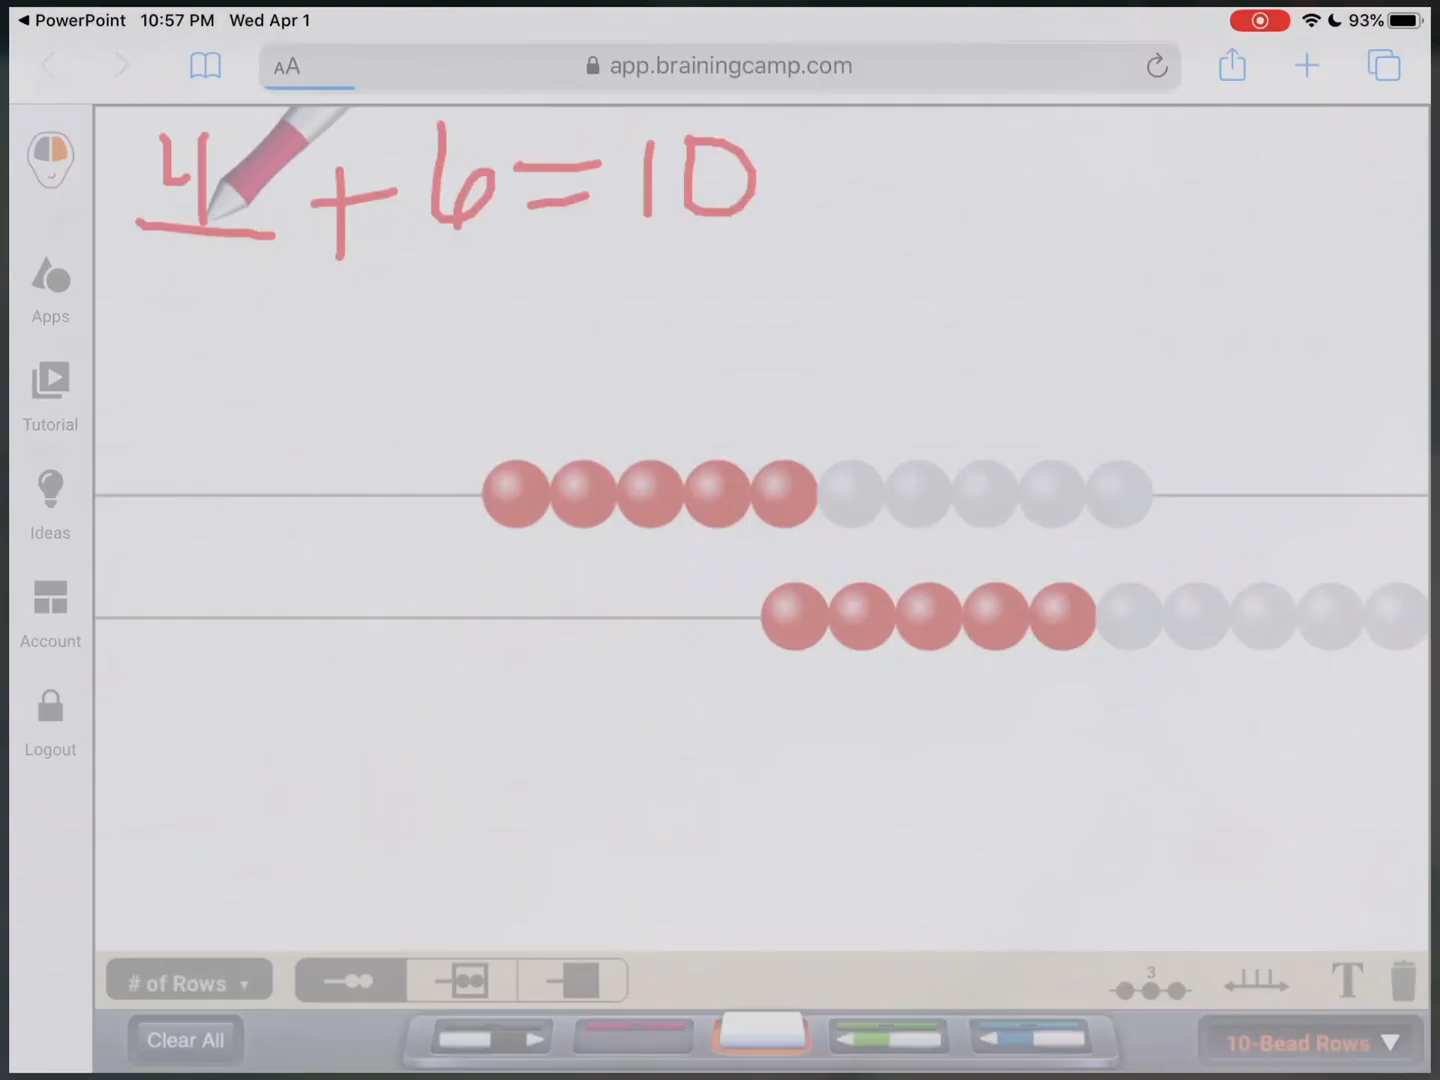 PowerPoint 10:57 PM Wed Apr 1 93%
AA app.brainingcamp.com
4 + 6 = 10
Apps
Tutorial
Ideas
Account
Logout
# of Rows 3 T
Clear All 10-Bead Rows